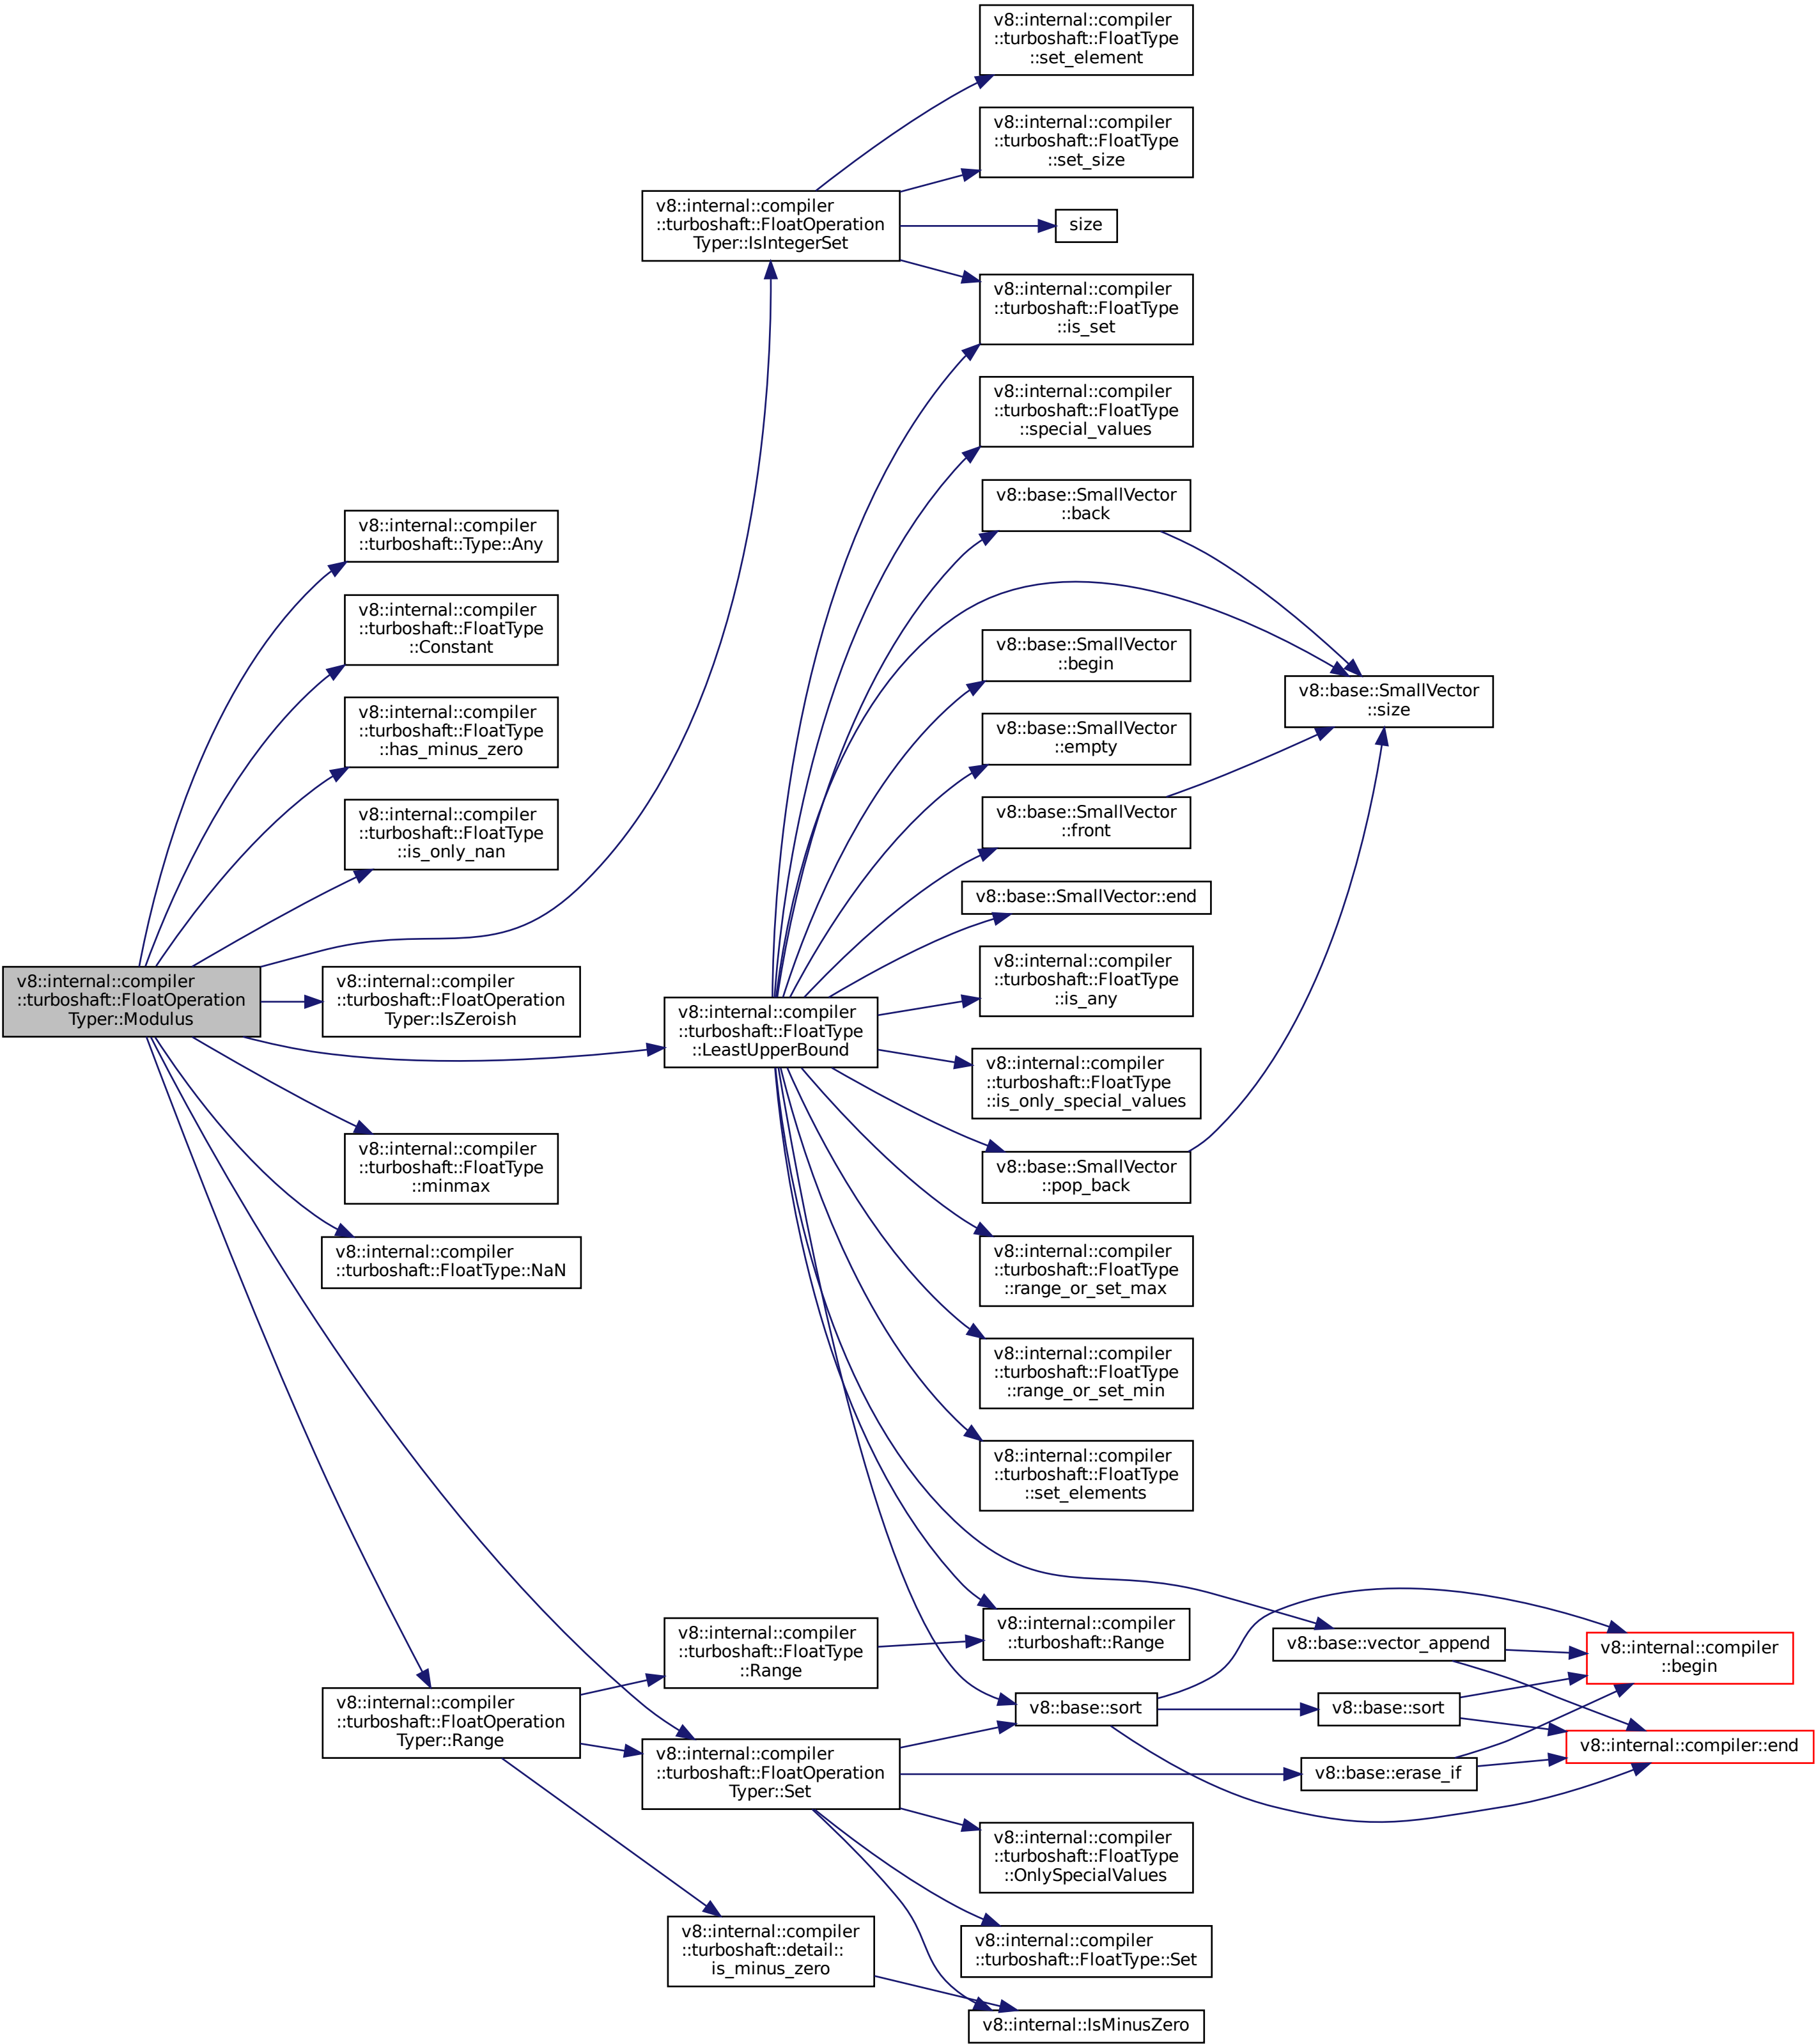 v8::internal::compiler
::turboshaft::FloatOperation
Typer::Modulus
v8::internal::compiler
::turboshaft::Type::Any
v8::internal::compiler
::turboshaft::FloatType
::Constant
v8::internal::compiler
::turboshaft::FloatType
::has_minus_zero
v8::internal::compiler
::turboshaft::FloatType
::is_only_nan
v8::internal::compiler
::turboshaft::FloatOperation
Typer::IsZeroish
v8::internal::compiler
::turboshaft::FloatType
::minmax
v8::internal::compiler
::turboshaft::FloatType::NaN
v8::internal::compiler
::turboshaft::FloatOperation
Typer::Range
v8::internal::compiler
::turboshaft::FloatOperation
Typer::IsIntegerSet
v8::internal::compiler
::turboshaft::FloatType
::LeastUpperBound
v8::internal::compiler
::turboshaft::FloatType
::Range
v8::internal::compiler
::turboshaft::FloatOperation
Typer::Set
v8::internal::compiler
::turboshaft::detail::
is_minus_zero
v8::internal::compiler
::turboshaft::FloatType
::set_element
v8::internal::compiler
::turboshaft::FloatType
::set_size
size
v8::internal::compiler
::turboshaft::FloatType
::is_set
v8::internal::compiler
::turboshaft::FloatType
::special_values
v8::base::SmallVector
::back
v8::base::SmallVector
::begin
v8::base::SmallVector
::empty
v8::base::SmallVector
::front
v8::base::SmallVector::end
v8::internal::compiler
::turboshaft::FloatType
::is_any
v8::internal::compiler
::turboshaft::FloatType
::is_only_special_values
v8::base::SmallVector
::pop_back
v8::internal::compiler
::turboshaft::FloatType
::range_or_set_max
v8::internal::compiler
::turboshaft::FloatType
::range_or_set_min
v8::internal::compiler
::turboshaft::FloatType
::set_elements
v8::internal::compiler
::turboshaft::Range
v8::base::sort
v8::internal::compiler
::turboshaft::FloatType
::OnlySpecialValues
v8::internal::compiler
::turboshaft::FloatType::Set
v8::internal::IsMinusZero
v8::base::SmallVector
::size
v8::base::vector_append
v8::base::sort
v8::base::erase_if
v8::internal::compiler
::begin
v8::internal::compiler::end